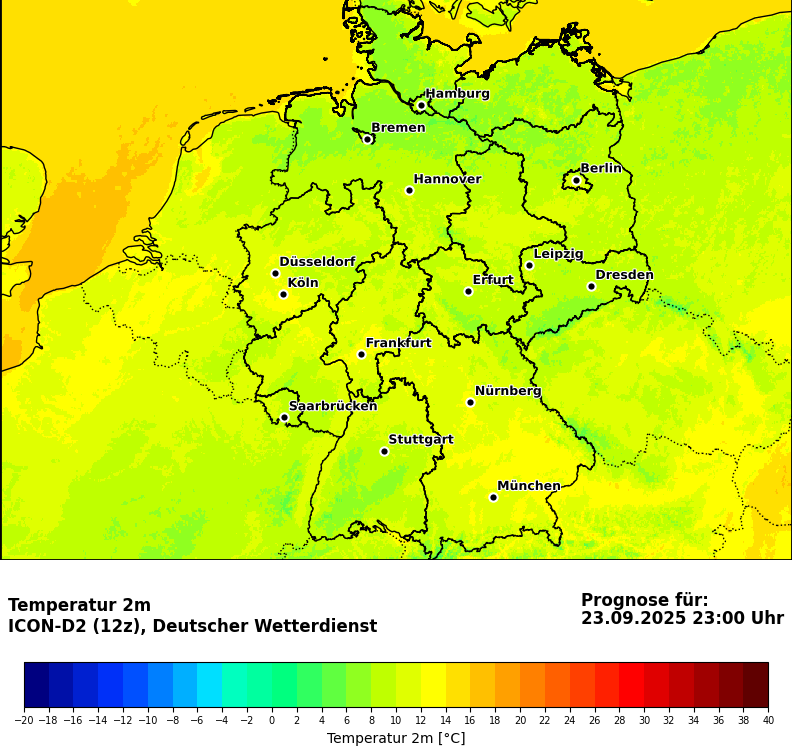 Hamburg
Bremen
Berlin
Hannover
Leipzig
Düsseldorf
Dresden
Köln
Erfurt
Frankfurt
Nürnberg
Saarbrücken
Stuttgart
München
Temperatur 2m
ICON-D2 (12z), Deutscher Wetterdienst
Prognose für:
23.09.2025 23:00 Uhr
−20 −18 −16 −14 −12 −10 −8 −6 −4 −2 0 2 4 6 8 10 12 14 16 18 20 22 24 26 28 30 32 34 36 38 40
Temperatur 2m [°C]